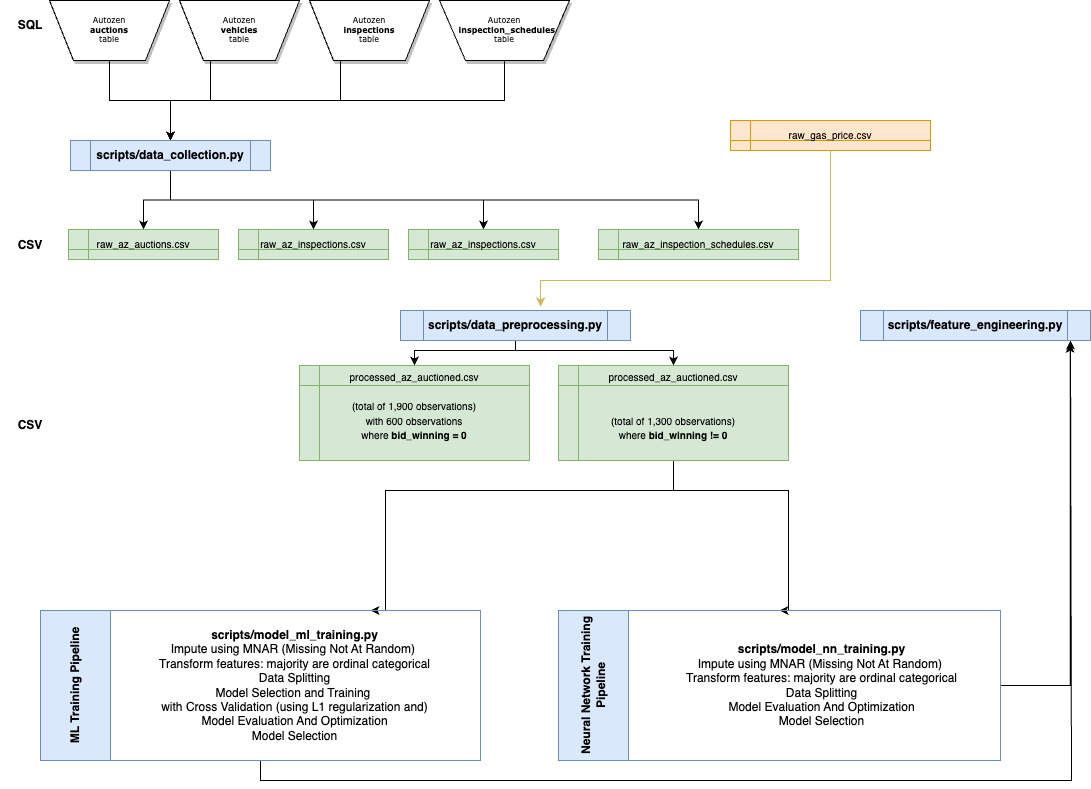 SQL
Autozen
auctions
table
Autozen
vehicles
table
Autozen
inspections
table
Autozen
inspection_schedules
table
raw_gas_price.csv
scripts/data_collection.py
CSV
raw_az_auctions.csv
raw_az_inspections.csv
raw_az_inspections.csv
raw_az_inspection_schedules.csv
scripts/data_preprocessing.py
scripts/feature_engineering.py
CSV
processed_az_auctioned.csv
(total of 1,900 observations)
with 600 observations
where bid_winning = 0
processed_az_auctioned.csv
(total of 1,300 observations)
where bid_winning != 0
ML Training Pipeline
scripts/model_ml_training.py
Impute using MNAR (Missing Not At Random)
Transform features: majority are ordinal categorical
Data Splitting
Model Selection and Training
with Cross Validation (using L1 regularization and)
Model Evaluation And Optimization
Model Selection
Neural Network Training
Pipeline
scripts/model_nn_training.py
Impute using MNAR (Missing Not At Random)
Transform features: majority are ordinal categorical
Data Splitting
Model Evaluation And Optimization
Model Selection